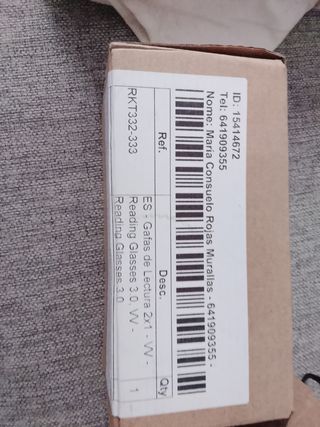 ID: 15414672
Tel: 641909355
Nome: Maria Consuelo Rojas Murallas - 641909355 -
Ref. Desc. Qty
RKT332-333 ES - Gafas de Lectura 2x1 - VV - 1
Reading Glasses 3.0, VV -
Reading Glasses 3.0